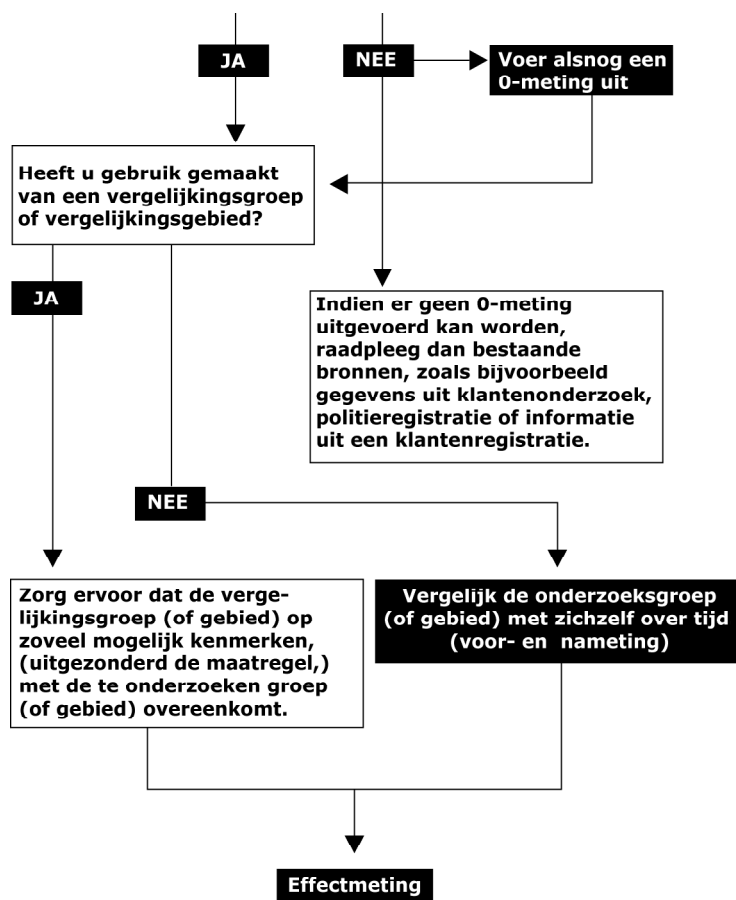 JA
NEE
Voer alsnog een
0-meting uit
Heeft u gebruik gemaakt
van een vergelijkingsgroep
of vergelijkingsgebied?
JA
Indien er geen 0-meting
uitgevoerd kan worden,
raadpleeg dan bestaande
bronnen, zoals bijvoorbeeld
gegevens uit klantenonderzoek,
politieregistratie of informatie
uit een klantenregistratie.
NEE
Zorg ervoor dat de verge-
lijkingsgroep (of gebied) op
zoveel mogelijk kenmerken,
(uitgezonderd de maatregel,)
met de te onderzoeken groep
(of gebied) overeenkomt.
Vergelijk de onderzoeksgroep
(of gebied) met zichzelf over tijd
(voor- en nameting)
Effectmeting